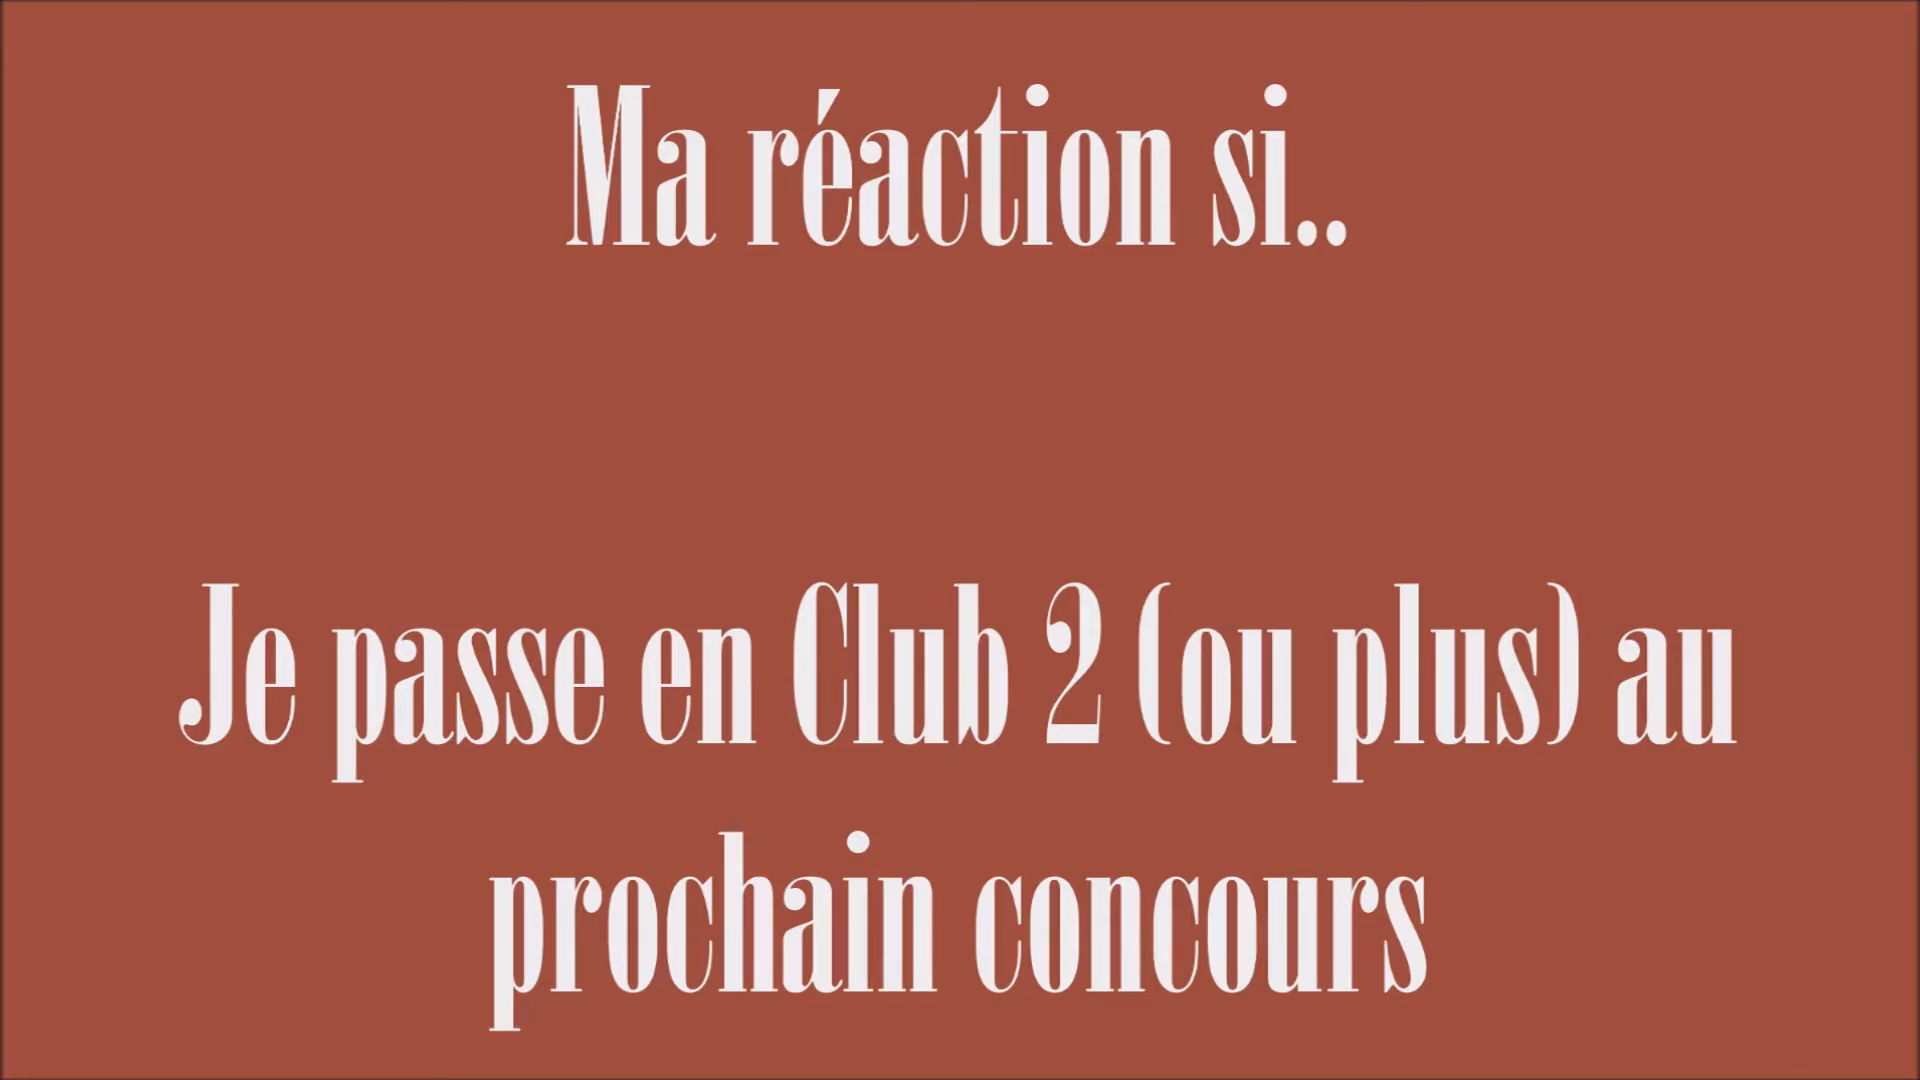 Ma réaction si..
Je passe en Club 2 (ou plus) au
prochain concours